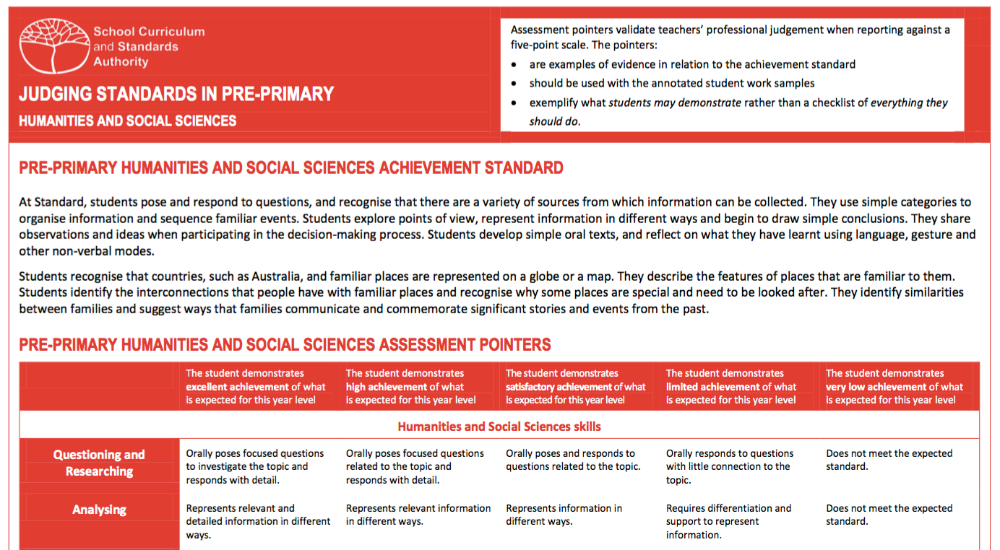 School Curriculum
and Standards
Authority
JUDGING STANDARDS IN PRE-PRIMARY
HUMANITIES AND SOCIAL SCIENCES
Assessment pointers validate teachers’ professional judgement when reporting against a
five-point scale. The pointers:
• are examples of evidence in relation to the achievement standard
• should be used with the annotated student work samples
• exemplify what students may demonstrate rather than a checklist of everything they
should do.
PRE-PRIMARY HUMANITIES AND SOCIAL SCIENCES ACHIEVEMENT STANDARD
At Standard, students pose and respond to questions, and recognise that there are a variety of sources from which information can be collected. They use simple categories to
organise information and sequence familiar events. Students explore points of view, represent information in different ways and begin to draw simple conclusions. They share
observations and ideas when participating in the decision-making process. Students develop simple oral texts, and reflect on what they have learnt using language, gesture and
other non-verbal modes.
Students recognise that countries, such as Australia, and familiar places are represented on a globe or a map. They describe the features of places that are familiar to them.
Students identify the interconnections that people have with familiar places and recognise why some places are special and need to be looked after. They identify similarities
between families and suggest ways that families communicate and commemorate significant stories and events from the past.
PRE-PRIMARY HUMANITIES AND SOCIAL SCIENCES ASSESSMENT POINTERS
The student demonstrates
excellent achievement of what
is expected for this year level
The student demonstrates
high achievement of what
is expected for this year level
The student demonstrates
satisfactory achievement of what
is expected for this year level
The student demonstrates
limited achievement of what
is expected for this year level
The student demonstrates
very low achievement of what
is expected for this year level
Humanities and Social Sciences skills
Questioning and
Researching
Orally poses focused questions
to investigate the topic and
responds with detail.
Orally poses focused questions
related to the topic and
responds with detail.
Orally poses and responds to
questions related to the topic.
Orally responds to questions
with little connection to the
topic.
Does not meet the expected
standard.
Analysing
Represents relevant and
detailed information in different
ways.
Represents relevant information
in different ways.
Represents information in
different ways.
Requires differentiation and
support to represent
information.
Does not meet the expected
standard.